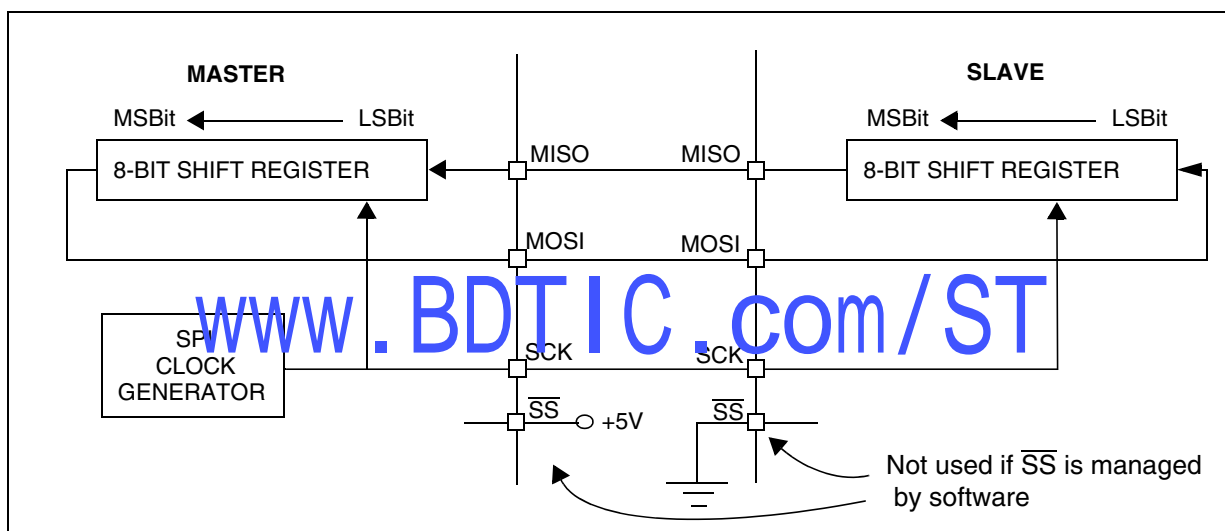 MASTER
SLAVE
MSBit LSBit
MSBit LSBit
8-BIT SHIFT REGISTER
MISO
MISO
8-BIT SHIFT REGISTER
MOSI
MOSI
www.BDTIC.com/ST
SPI
CLOCK
GENERATOR
SCK
SCK
SS
+5V
SS
Not used if SS is managed
by software